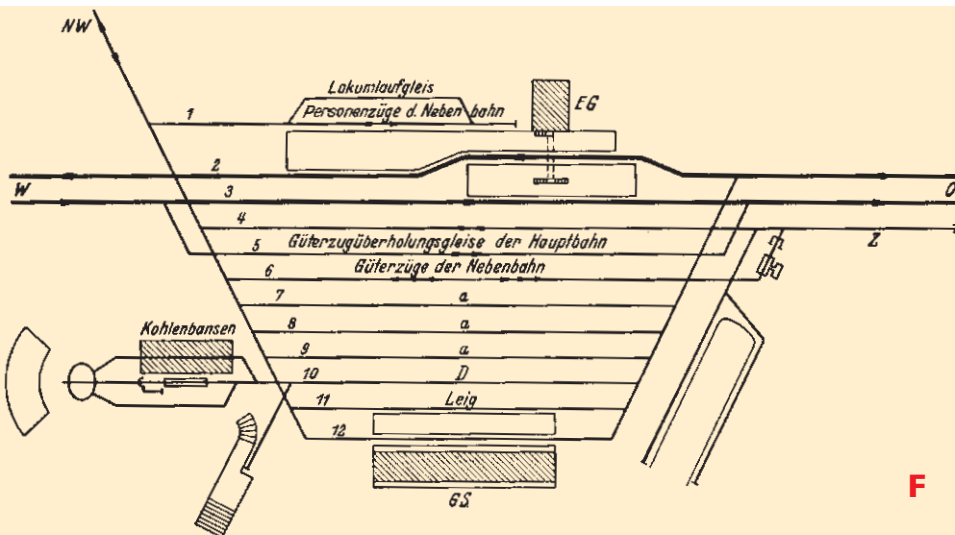 NW
Lokumlaufgleis
EG
1
Personenzüge d. Nebenbahn
2
W
3
O
4
Z
5
Güterzugüberholungsgleise der Hauptbahn
6
Güterzüge der Nebenbahn
7
a
Kohlenbansen
8
a
9
a
10
D
11
Leig
12
GS.
F